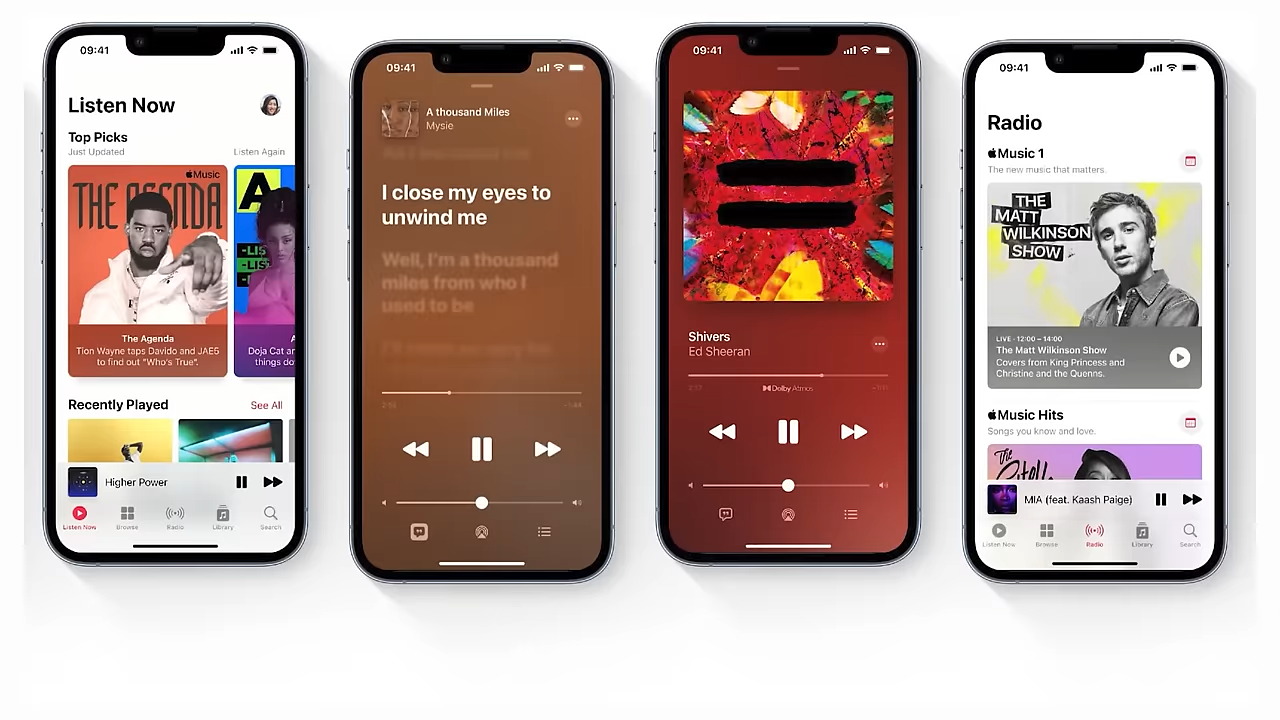 09:41
Listen Now
Top Picks
Just Updated
Listen Again
Music
THE AGENDA
The Agenda
Tion Wayne taps Davido and JAE5
to find out "Who's True".
A
-LIS
-LIS
Doja Cat an
things do
Recently Played
See All
Higher Power
Listen Now
Browse
Radio
Library
Search
09:41
A thousand Miles
Mysie
I close my eyes to
unwind me
Well, I'm a thousand
miles from who I
used to be
09:41
Shivers
Ed Sheeran
Dolby Atmos
09:41
Radio
Music 1
The new music that matters.
THE
MATT
WILKINSON
SHOW
LIVE · 12:00 – 14:00
The Matt Wilkinson Show
Covers from King Princess and
Christine and the Quenns.
Music Hits
Songs you know and love.
The
MIA (feat. Kaash Paige)
Listen Now
Browse
Radio
Library
Search